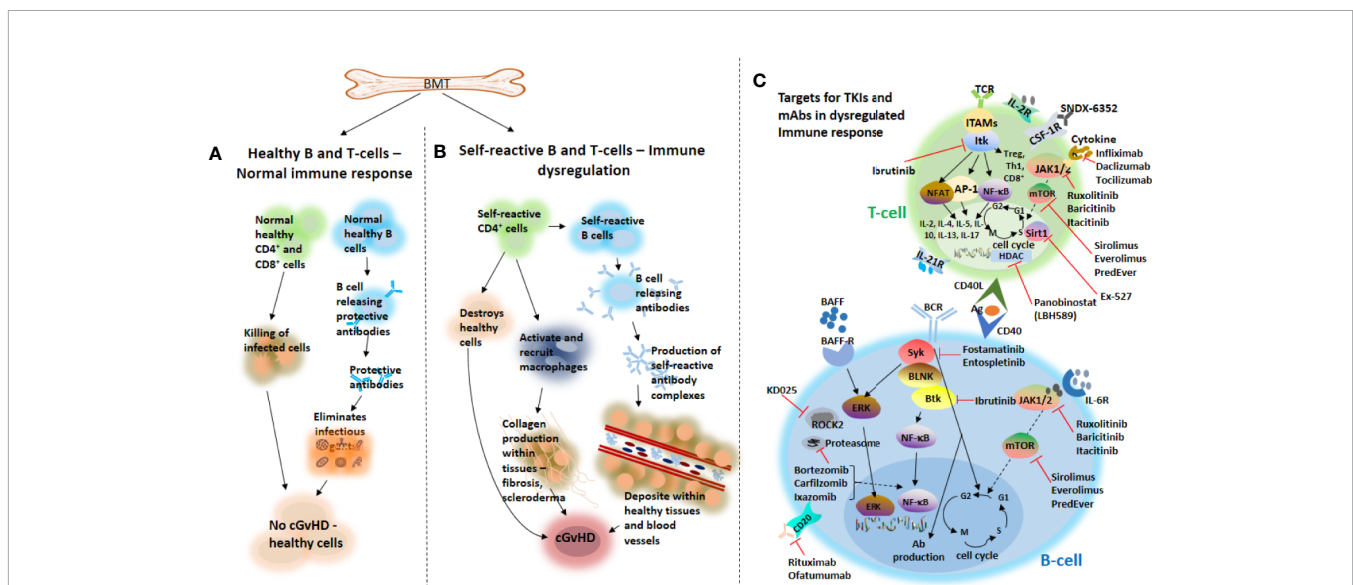 BMT
A
Healthy B and T-cells –
Normal immune response
Normal
healthy
CD4+ and
CD8+ cells
Normal
healthy B
cells
B cell
releasing
protective
antibodies
Killing of
infected cells
Protective
antibodies
Eliminates
infectious
No cGvHD -
healthy cells
B
Self-reactive B and T-cells – Immune
dysregulation
Self-reactive
CD4+ cells
Self-reactive
B cells
B cell
releasing
antibodies
Destroys
healthy
cells
Activate and
recruit
macrophages
Production of
self-reactive
antibody
complexes
Collagen
production
within
tissues –
fibrosis,
scleroderma
Deposite within
healthy tissues
and blood
vessels
cGvHD
C
Targets for TKIs and
mAbs in dysregulated
Immune response
TCR
IL-2R
ITAMs
Itk
CSF-1R
SNDX-6352
Cytokine
Infliximab
Daclizumab
Tocilizumab
Ibrutinib
Treg,
Th1,
CD8+
JAK1/2
Ruxolitinib
Baricitinib
Itacitinib
NFAT
AP-1
NF-κB
mTOR
T-cell
G2
G1
M
S
IL-2, IL-4, IL-5, IL-
10, IL-13, IL-17
cell cycle
Sirt1
HDAC
Sirolimus
Everolimus
PredEver
IL-21R
Ex-527
Panobinostat
(LBH589)
CD40L
Ag
CD40
BAFF
BAFF-R
BCR
Syk
Fostamatinib
Entospletinib
BLNK
Btk
Ibrutinib
JAK1/2
IL-6R
Ruxolitinib
Baricitinib
Itacitinib
KD025
ERK
ROCK2
Proteasome
NF-κB
mTOR
Bortezomib
Carfilzomib
Ixazomib
Sirolimus
Everolimus
PredEver
ERK
NF-κB
G2
G1
M
S
cell cycle
Ab
production
CD20
Rituximab
Ofatumumab
B-cell